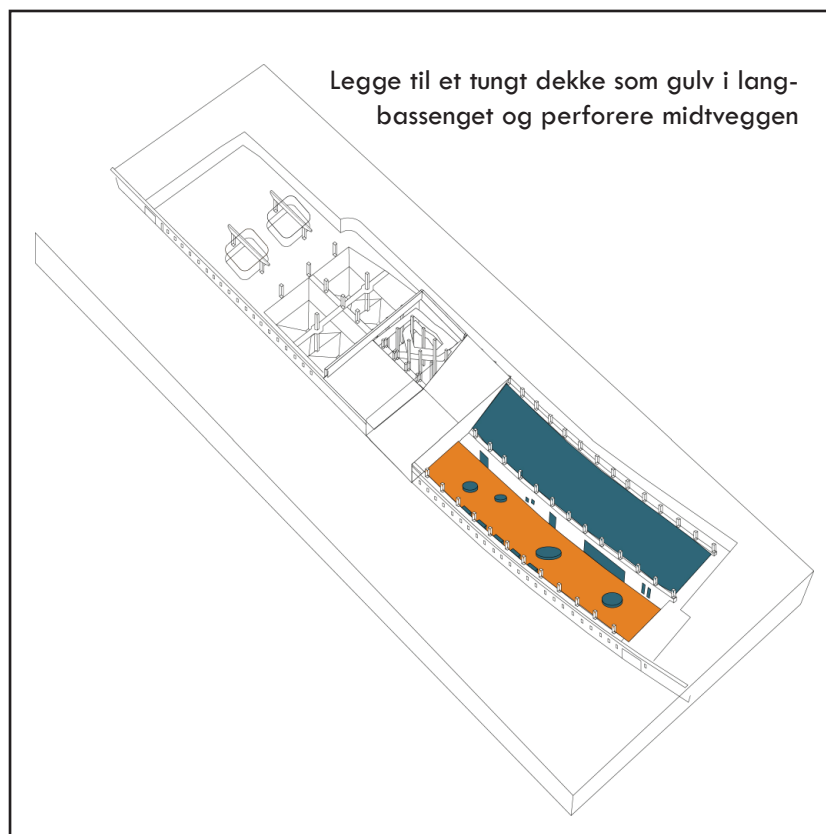 Legge til et tungt dekke som gulv i lang-
bassenget og perforere midtveggen